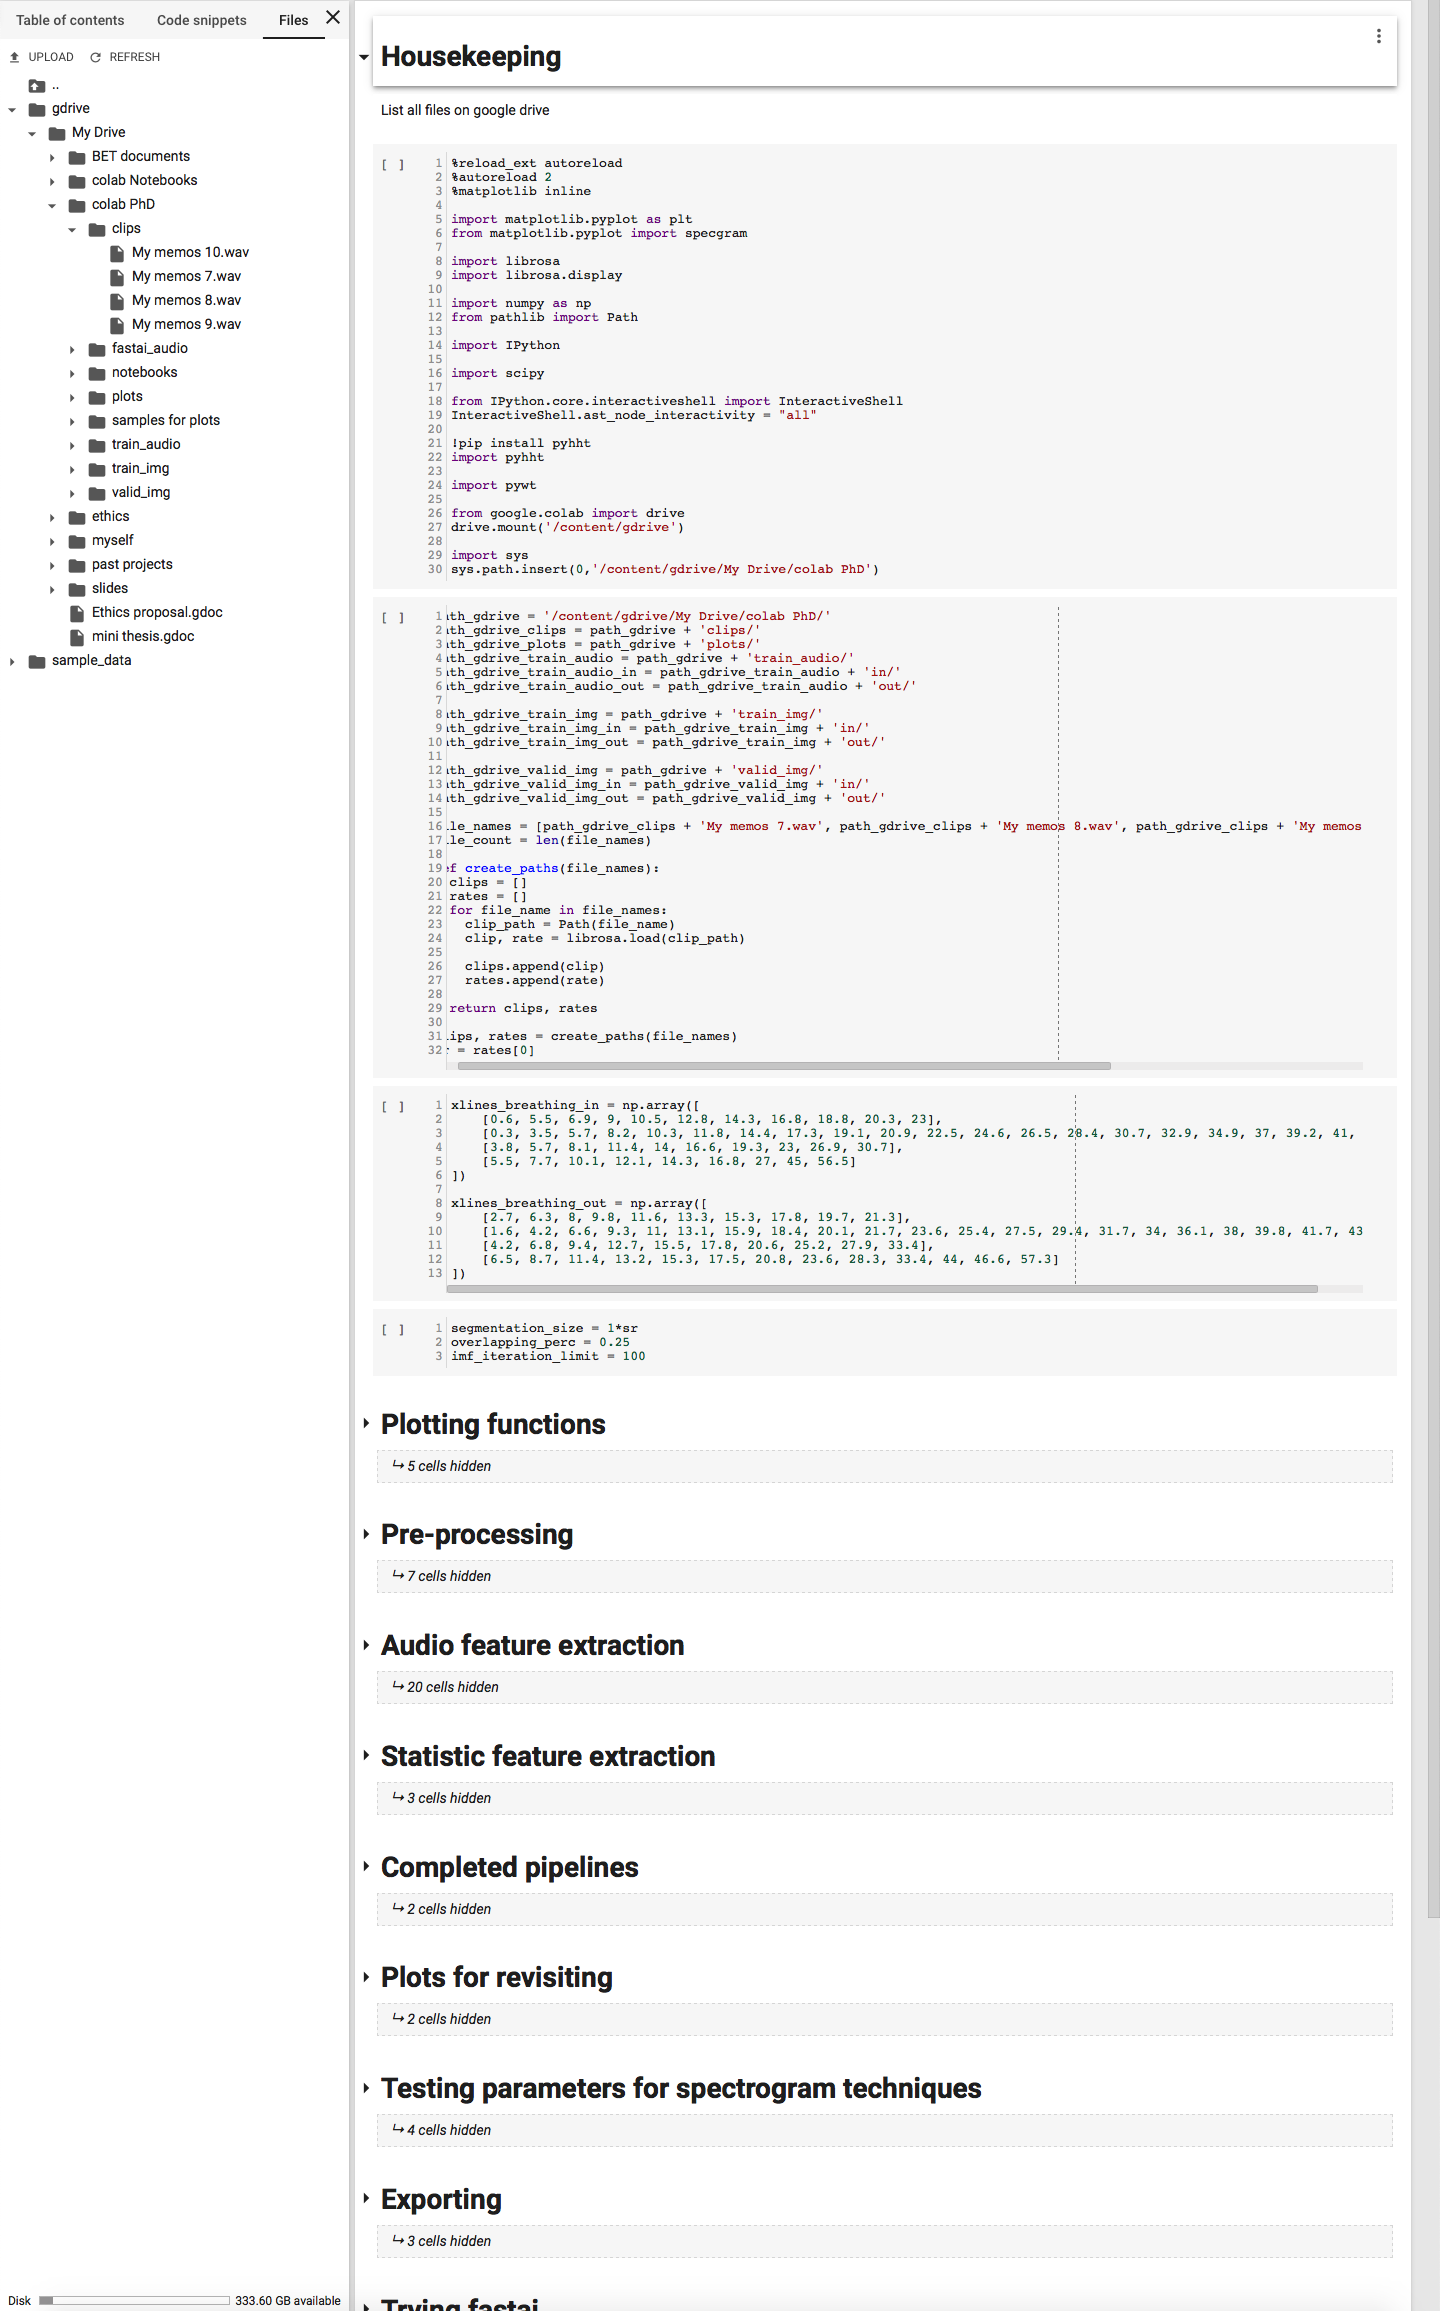 Table of contents
Code snippets
Files
UPLOAD
REFRESH
..
gdrive
My Drive
BET documents
colab Notebooks
colab PhD
clips
My memos 10.wav
My memos 7.wav
My memos 8.wav
My memos 9.wav
fastai_audio
notebooks
plots
samples for plots
train_audio
train_img
valid_img
ethics
myself
past projects
slides
Ethics proposal.gdoc
mini thesis.gdoc
sample_data
Disk
333.60 GB available
Housekeeping
List all files on google drive
[ ]
1 %reload_ext autoreload
2 %autoreload 2
3 %matplotlib inline
4
5 import matplotlib.pyplot as plt
6 from matplotlib.pyplot import specgram
7
8 import librosa
9 import librosa.display
10
11 import numpy as np
12 from pathlib import Path
13
14 import IPython
15
16 import scipy
17
18 from IPython.core.interactiveshell import InteractiveShell
19 InteractiveShell.ast_node_interactivity = "all"
20
21 !pip install pyhht
22 import pyhht
23
24 import pywt
25
26 from google.colab import drive
27 drive.mount('/content/gdrive')
28
29 import sys
30 sys.path.insert(0,'/content/gdrive/My Drive/colab PhD')
[ ]
1 th_gdrive = '/content/gdrive/My Drive/colab PhD/'
2 th_gdrive_clips = path_gdrive + 'clips/'
3 th_gdrive_plots = path_gdrive + 'plots/'
4 th_gdrive_train_audio = path_gdrive + 'train_audio/'
5 th_gdrive_train_audio_in = path_gdrive_train_audio + 'in/'
6 th_gdrive_train_audio_out = path_gdrive_train_audio + 'out/'
7
8 th_gdrive_train_img = path_gdrive + 'train_img/'
9 th_gdrive_train_img_in = path_gdrive_train_img + 'in/'
10 th_gdrive_train_img_out = path_gdrive_train_img + 'out/'
11
12 th_gdrive_valid_img = path_gdrive + 'valid_img/'
13 th_gdrive_valid_img_in = path_gdrive_valid_img + 'in/'
14 th_gdrive_valid_img_out = path_gdrive_valid_img + 'out/'
15
16 le_names = [path_gdrive_clips + 'My memos 7.wav', path_gdrive_clips + 'My memos 8.wav', path_gdrive_clips + 'My memos
17 le_count = len(file_names)
18
19 f create_paths(file_names):
20 clips = []
21 rates = []
22 for file_name in file_names:
23 clip_path = Path(file_name)
24 clip, rate = librosa.load(clip_path)
25
26 clips.append(clip)
27 rates.append(rate)
28
29 return clips, rates
30
31 ips, rates = create_paths(file_names)
32 = rates[0]
[ ]
1 xlines_breathing_in = np.array([
2 [0.6, 5.5, 6.9, 9, 10.5, 12.8, 14.3, 16.8, 18.8, 20.3, 23],
3 [0.3, 3.5, 5.7, 8.2, 10.3, 11.8, 14.4, 17.3, 19.1, 20.9, 22.5, 24.6, 26.5, 28.4, 30.7, 32.9, 34.9, 37, 39.2, 41,
4 [3.8, 5.7, 8.1, 11.4, 14, 16.6, 19.3, 23, 26.9, 30.7],
5 [5.5, 7.7, 10.1, 12.1, 14.3, 16.8, 27, 45, 56.5]
6 ])
7
8 xlines_breathing_out = np.array([
9 [2.7, 6.3, 8, 9.8, 11.6, 13.3, 15.3, 17.8, 19.7, 21.3],
10 [1.6, 4.2, 6.6, 9.3, 11, 13.1, 15.9, 18.4, 20.1, 21.7, 23.6, 25.4, 27.5, 29.4, 31.7, 34, 36.1, 38, 39.8, 41.7, 43
11 [4.2, 6.8, 9.4, 12.7, 15.5, 17.8, 20.6, 25.2, 27.9, 33.4],
12 [6.5, 8.7, 11.4, 13.2, 15.3, 17.5, 20.8, 23.6, 28.3, 33.4, 44, 46.6, 57.3]
13 ])
[ ]
1 segmentation_size = 1*sr
2 overlapping_perc = 0.25
3 imf_iteration_limit = 100
Plotting functions
↪ 5 cells hidden
Pre-processing
↪ 7 cells hidden
Audio feature extraction
↪ 20 cells hidden
Statistic feature extraction
↪ 3 cells hidden
Completed pipelines
↪ 2 cells hidden
Plots for revisiting
↪ 2 cells hidden
Testing parameters for spectrogram techniques
↪ 4 cells hidden
Exporting
↪ 3 cells hidden
Trying fastai